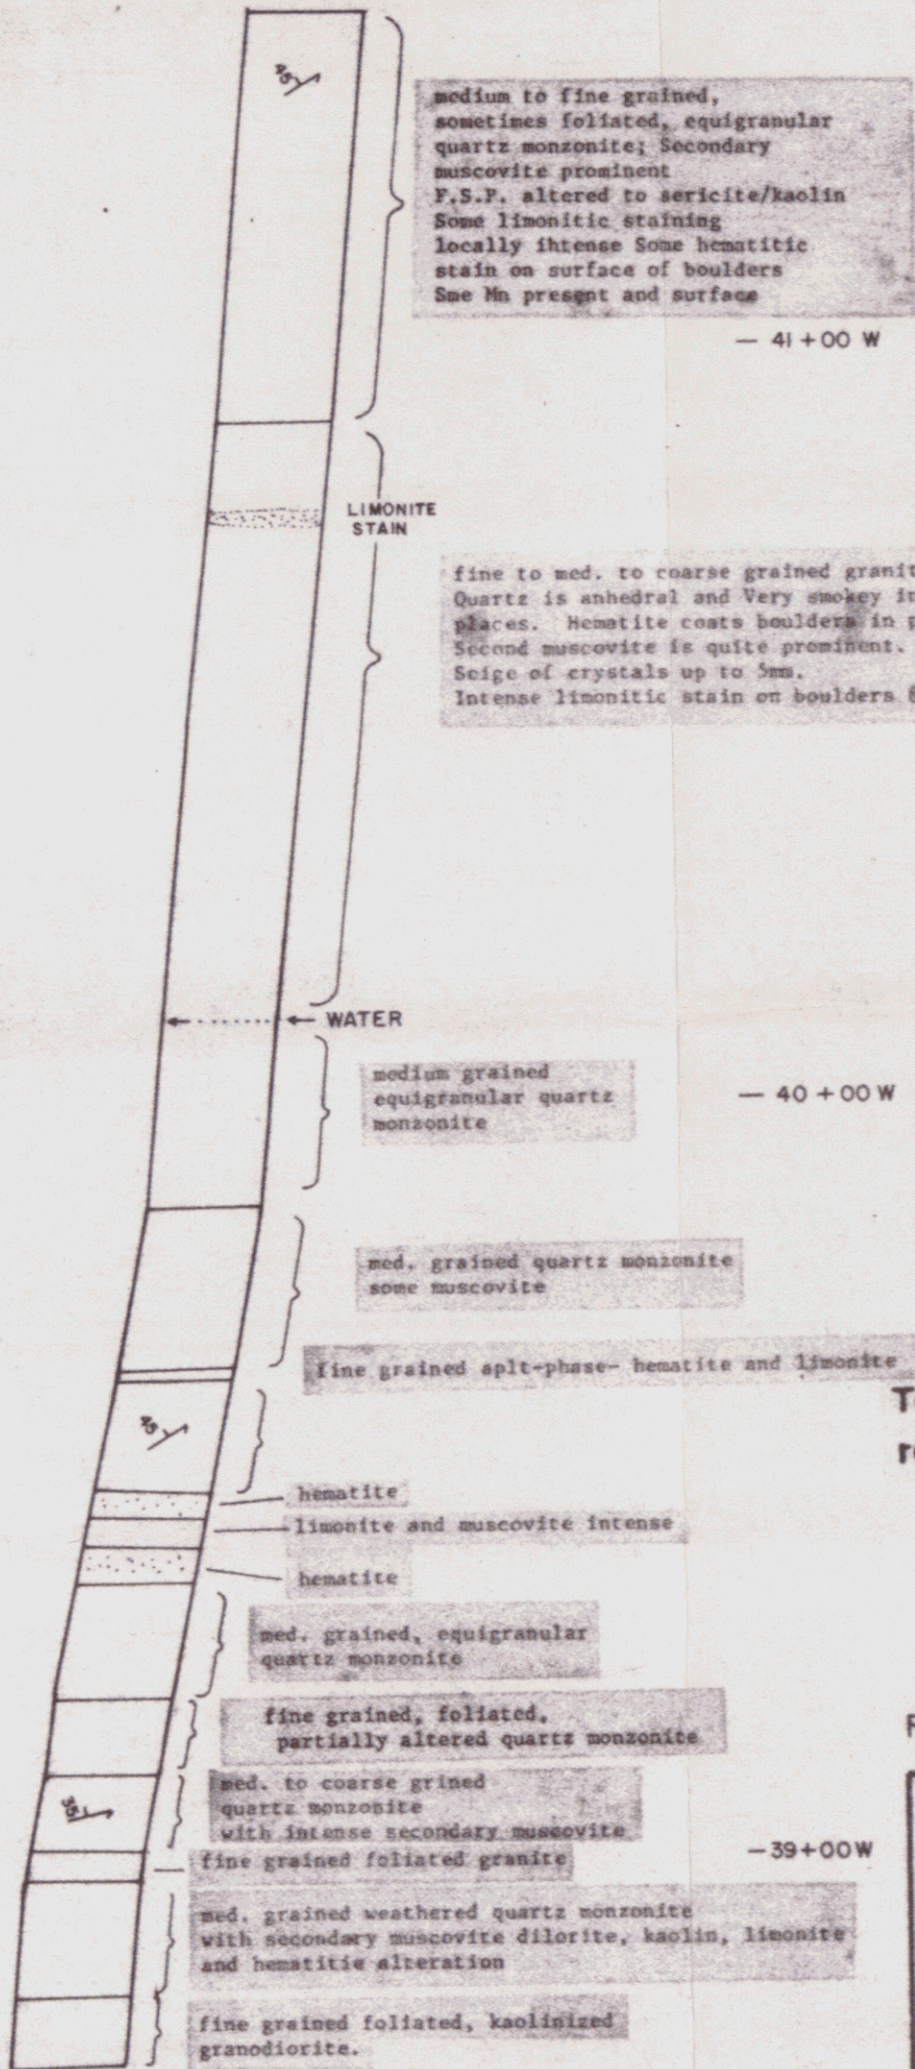 45
medium to fine grained,
sometimes foliated, equigranular
quartz monzonite; Secondary
muscovite prominent
F.S.P. altered to sericite/kaolin
Some limonitic staining
locally ihtense Some hematitic
stain on surface of boulders
Sme Mn present and surface
— 41+00 W
LIMONITE
STAIN
fine to med. to coarse grained granit
Quartz is anhedral and Very smokey in
places. Hematite coats boulders in p
Second muscovite is quite prominent.
Seige of crystals up to 5mm.
Intense limonitic stain on boulders
WATER
medium grained
equigranular quartz
monzonite
— 40+00 W
med. grained quartz monzonite
some muscovite
fine grained aplt-phase- hematite and limonite
T
r
45
hematite
limonite and muscovite intense
hematite
med. grained, equigranular
quartz monzonite
fine grained, foliated,
partially altered quartz monzonite
med. to coarse grined
quartz monzonite
with intense secondary muscovite
35
fine grained foliated granite
—39+00W
med. grained weathered quartz monzonite
with secondary muscovite dilorite, kaolin, limonite
and hematitie alteration
fine grained foliated, kaolinized
granodiorite.